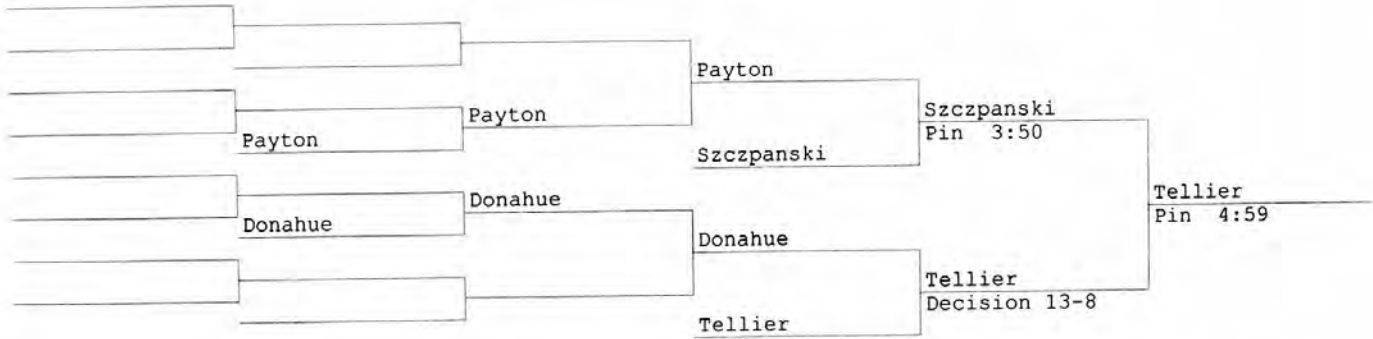 Payton
Szczpanski
Pin 3:50
Payton
Payton
Szczpanski
Tellier
Pin 4:59
Donahue
Donahue
Donahue
Tellier
Decision 13-8
Tellier